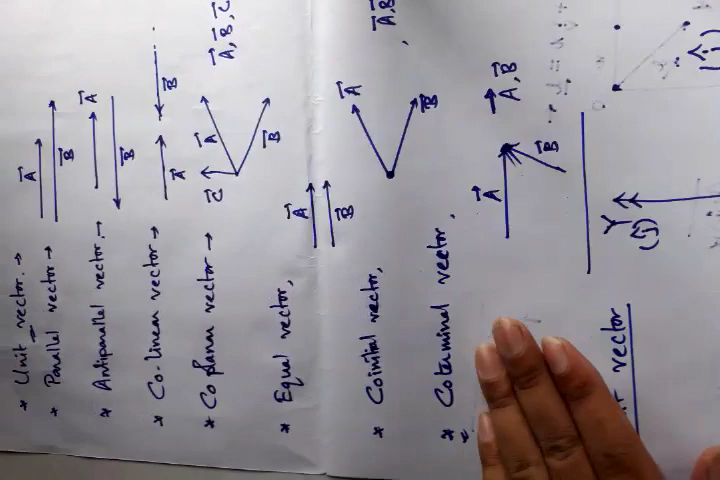 * Unit vector. →
* Parallel vector → A B
* Antiparallel vector. → A B
* Co-linear vector → A B
* Co planar vector → C A B A, B, C
* Equal vector, A B
* Coinitial vector, A B
* Coterminal vector, A B → A, B
vector
Y
(ĵ)
(î)